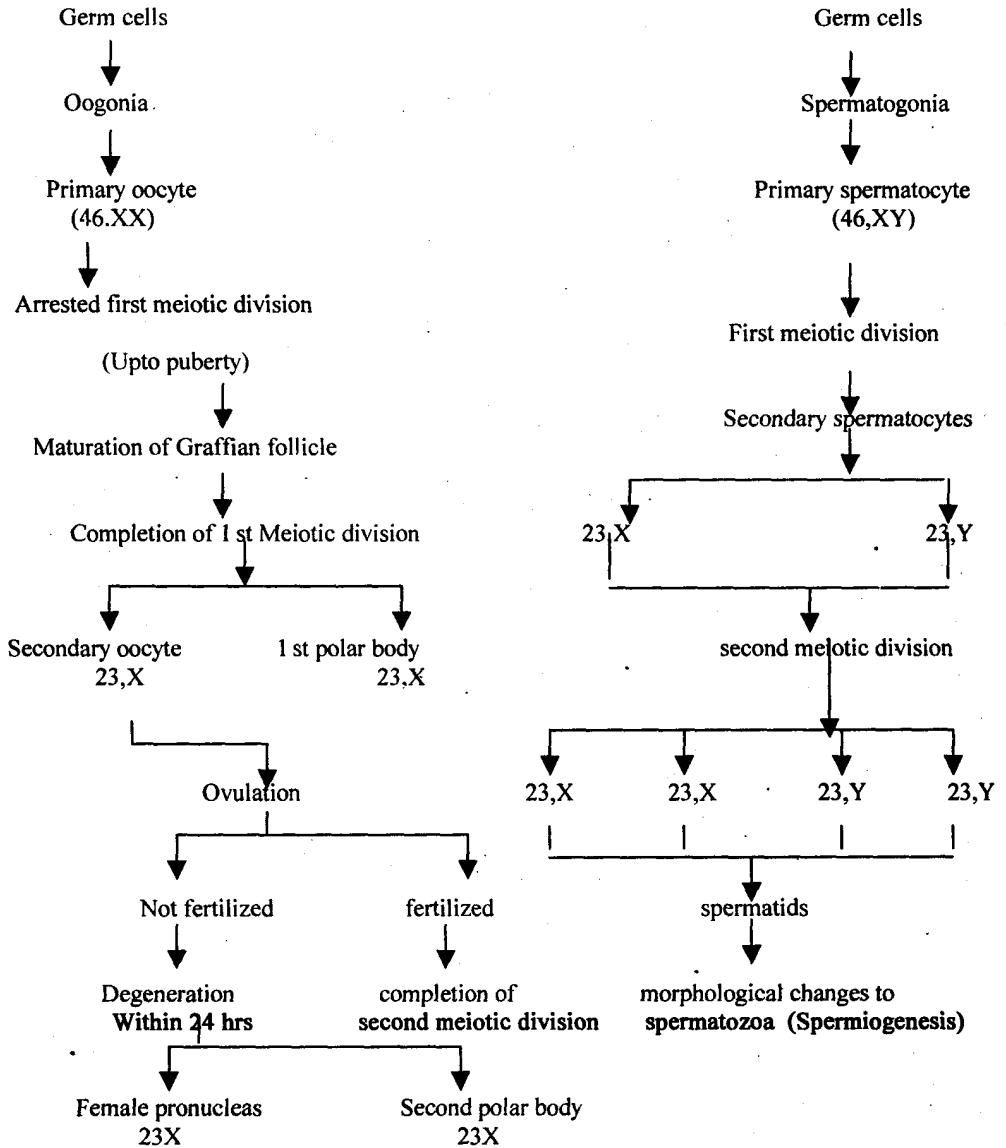 Germ cells
Oogonia.
Primary oocyte
(46.XX)
Arrested first meiotic division
(Upto puberty)
Maturation of Graffian follicle
Completion of 1 st Meiotic division
Secondary oocyte
23,X
1 st polar body
23,X
Ovulation
Not fertilized
fertilized
Degeneration
Within 24 hrs
completion of
second meiotic division
Female pronucleas
23X
Second polar body
23X
Germ cells
Spermatogonia
Primary spermatocyte
(46,XY)
First meiotic division
Secondary spermatocytes
23,X
23,Y
second meiotic division
23,X
23,X
23,Y
23,Y
spermatids
morphological changes to
spermatozoa (Spermiogenesis)